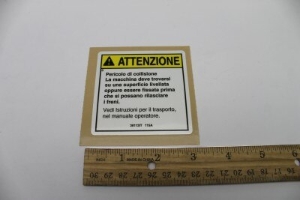 ATTENZIONE
Pericolo di collisione
La macchina deve trovarsi
su una superficie livellata
oppure essere fissata prima
che si possano rilasciare
i freni.
Vedi Istruzioni per il trasporto,
nel manuale operatore.
1 2 3 4 5 6